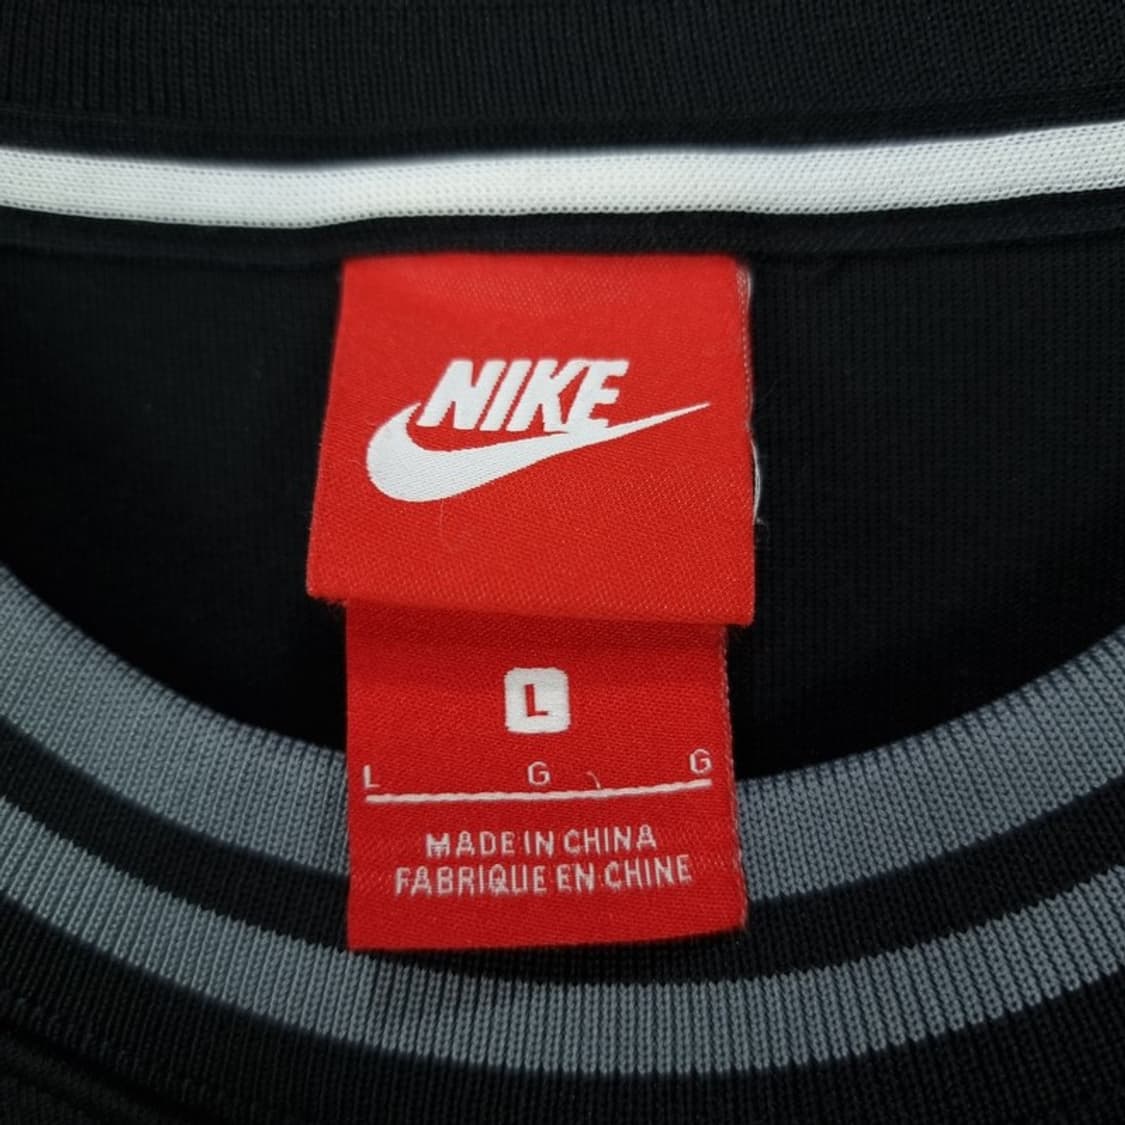 NIKE
L
L G G
MADE IN CHINA
FABRIQUE EN CHINE